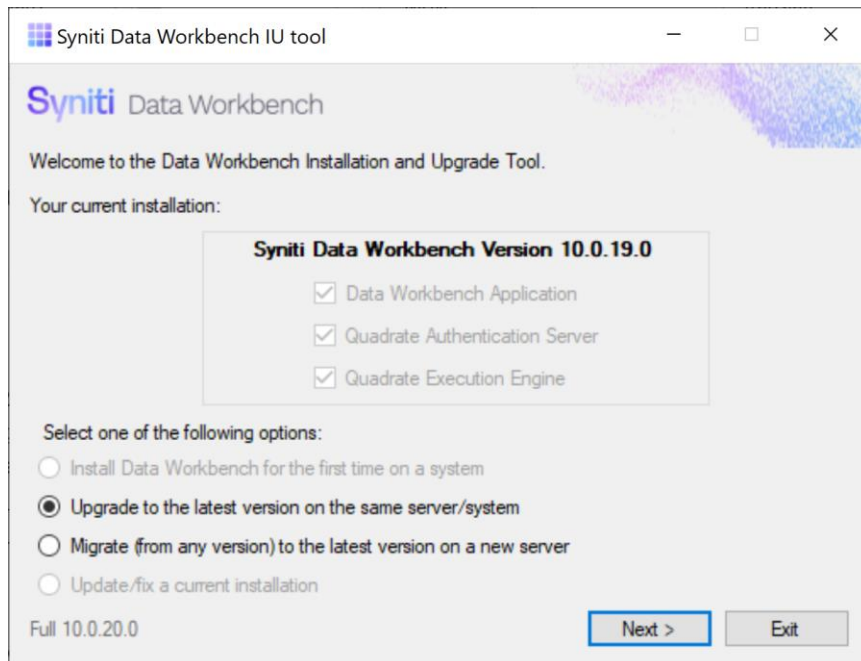 Syniti Data Workbench IU tool
Syniti Data Workbench
Welcome to the Data Workbench Installation and Upgrade Tool.
Your current installation:
Syniti Data Workbench Version 10.0.19.0
Data Workbench Application
Quadrate Authentication Server
Quadrate Execution Engine
Select one of the following options:
Install Data Workbench for the first time on a system
Upgrade to the latest version on the same server/system
Migrate (from any version) to the latest version on a new server
Update/fix a current installation
Full 10.0.20.0
Next >
Exit